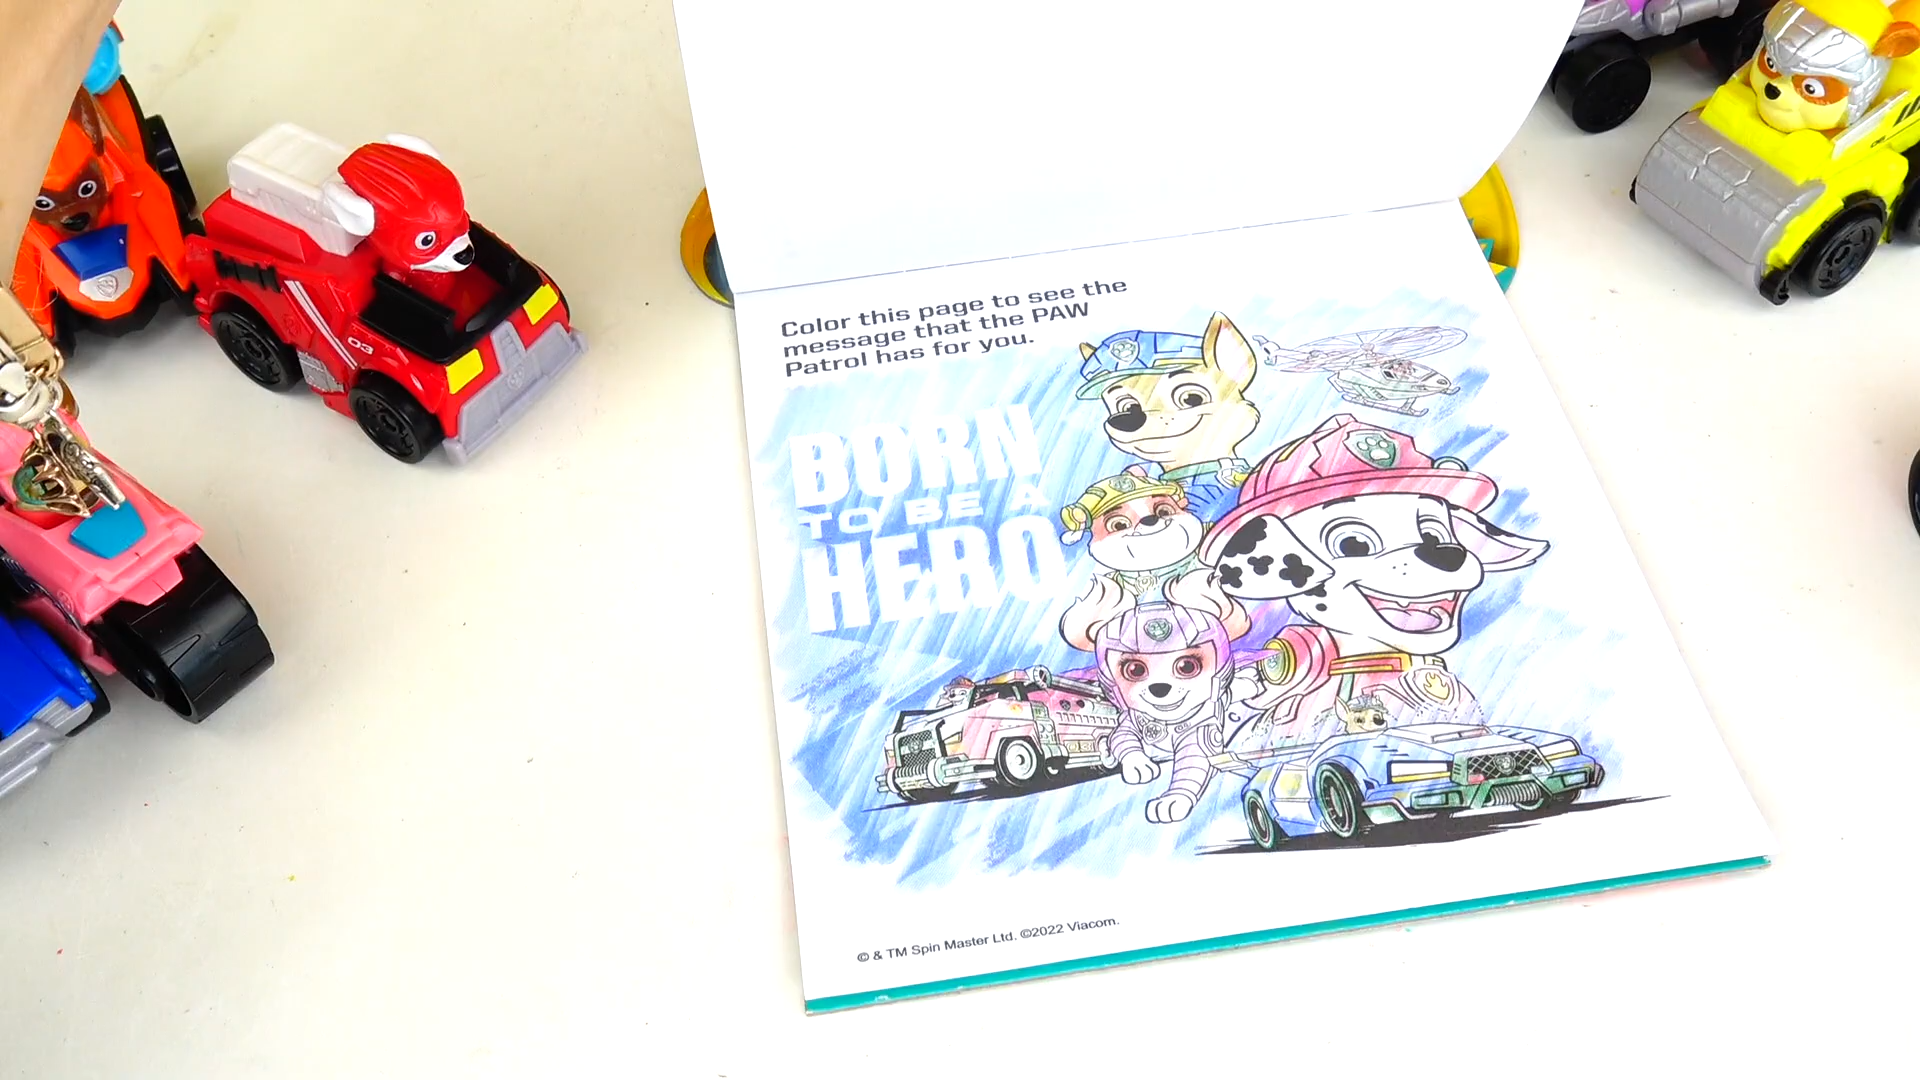 Color this page to see the
message that the PAW
Patrol has for you.
BORN
TO BE A
HERO
© & TM Spin Master Ltd. ©2022 Viacom.
03